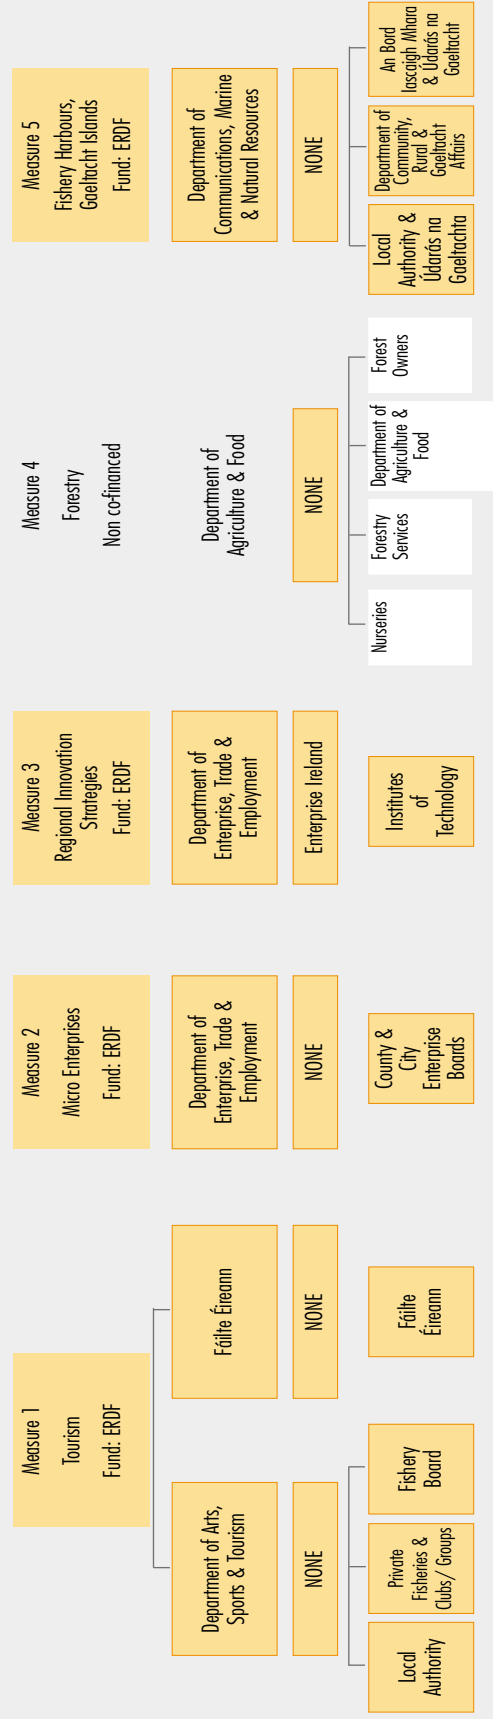 Measure 1
Tourism
Fund: ERDF
Department of Arts,
Sports & Tourism
Fáilte Éireann
NONE
NONE
Local
Authority
Private
Fisheries &
Clubs/ Groups
Fishery
Board
Fáilte
Éireann
Measure 2
Micro Enterprises
Fund: ERDF
Department of
Enterprise, Trade &
Employment
NONE
County &
City
Enterprise
Boards
Measure 3
Regional Innovation
Strategies
Fund: ERDF
Department of
Enterprise, Trade &
Employment
Enterprise Ireland
Institutes
of
Technology
Measure 4
Forestry
Non co-financed
Department of
Agriculture & Food
NONE
Nurseries
Forestry
Services
Department of
Agriculture &
Food
Forest
Owners
Measure 5
Fishery Harbours,
Gaeltacht Islands
Fund: ERDF
Department of
Communications, Marine
& Natural Resources
NONE
Local
Authority &
Údarás na
Gaeltachta
Department of
Community,
Rural &
Gaeltacht
Affairs
An Bord
Iascaigh Mhara
& Údarás na
Gaeltacht